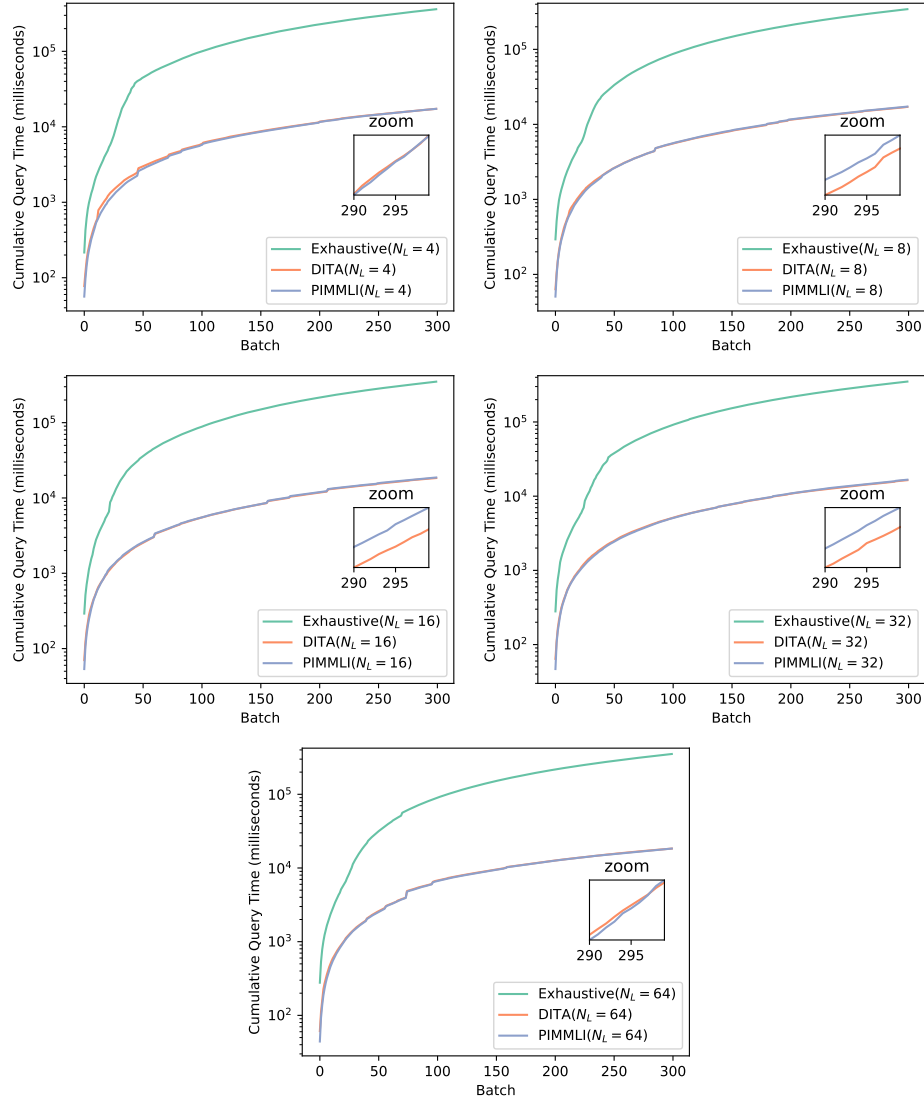 Cumulative Query Time (milliseconds)
10^5
10^4
10^3
10^2
zoom
290 295
Exhaustive(N_L = 4)
DITA(N_L = 4)
PIMMLI(N_L = 4)
0 50 100 150 200 250 300
Batch
Cumulative Query Time (milliseconds)
10^5
10^4
10^3
10^2
zoom
290 295
Exhaustive(N_L = 8)
DITA(N_L = 8)
PIMMLI(N_L = 8)
0 50 100 150 200 250 300
Batch
Cumulative Query Time (milliseconds)
10^5
10^4
10^3
10^2
zoom
290 295
Exhaustive(N_L = 16)
DITA(N_L = 16)
PIMMLI(N_L = 16)
0 50 100 150 200 250 300
Batch
Cumulative Query Time (milliseconds)
10^5
10^4
10^3
10^2
zoom
290 295
Exhaustive(N_L = 32)
DITA(N_L = 32)
PIMMLI(N_L = 32)
0 50 100 150 200 250 300
Batch
Cumulative Query Time (milliseconds)
10^5
10^4
10^3
10^2
zoom
290 295
Exhaustive(N_L = 64)
DITA(N_L = 64)
PIMMLI(N_L = 64)
0 50 100 150 200 250 300
Batch